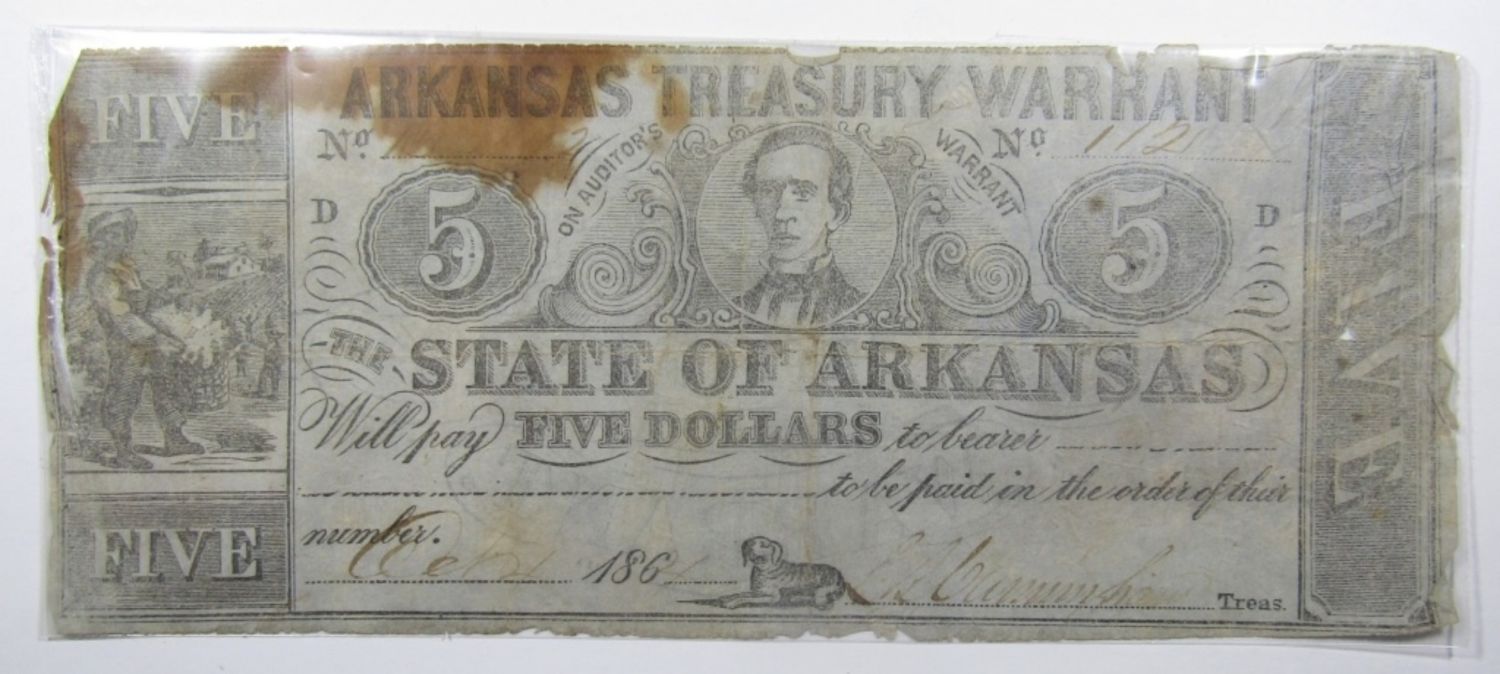 FIVE
ARKANSAS TREASURY WARRANT
No
No. 112
ON AUDITOR'S
WARRANT
D
D
5
5
THE
STATE OF ARKANSAS
Will pay FIVE DOLLARS to bearer
to be paid in the order of their
number.
186
Treas.
FIVE
FIVE